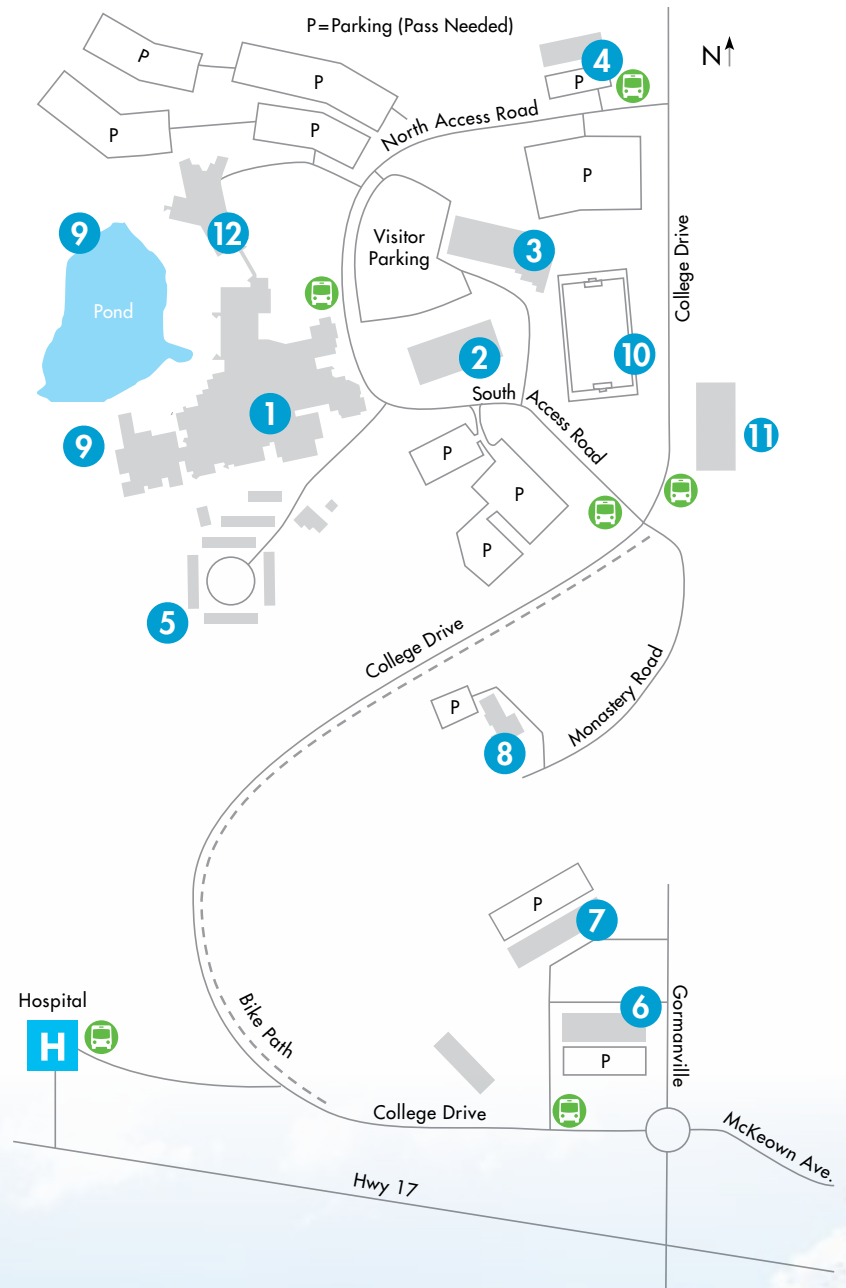 P=Parking (Pass Needed)
N
4
P
P
P
P
P
P
North Access Road
P
9
12
Visitor
Parking
3
College Drive
Pond
2
10
1
South
Access Road
11
9
P
P
P
5
College Drive
Monastery Road
P
8
P
7
Hospital
H
Bike Path
6
Gormanville
P
College Drive
McKeown Ave.
Hwy 17